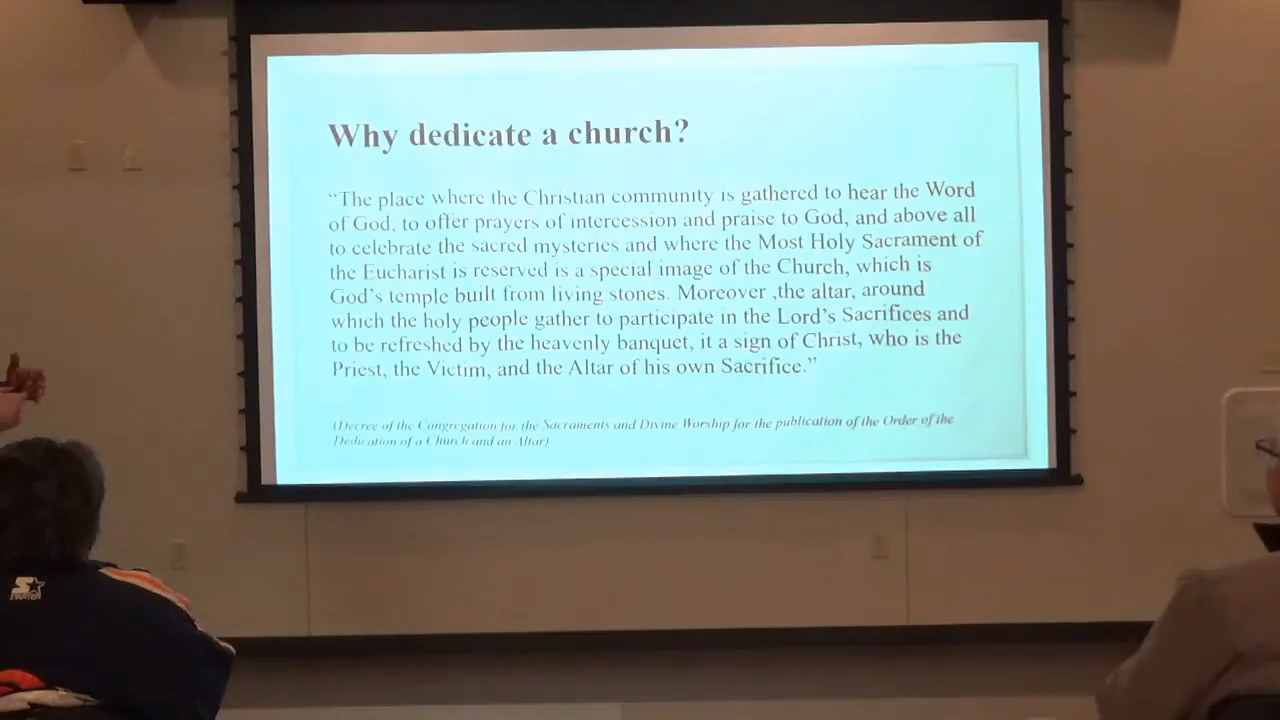 Why dedicate a church?
“The place where the Christian community is gathered to hear the Word
of God, to offer prayers of intercession and praise to God, and above all
to celebrate the sacred mysteries and where the Most Holy Sacrament of
the Eucharist is reserved is a special image of the Church, which is
God’s temple built from living stones. Moreover ,the altar, around
which the holy people gather to participate in the Lord’s Sacrifices and
to be refreshed by the heavenly banquet, it a sign of Christ, who is the
Priest, the Victim, and the Altar of his own Sacrifice.”
(Decree of the Congregation for the Sacraments and Divine Worship for the publication of the Order of the
Dedication of a Church and an Altar)
STARTER